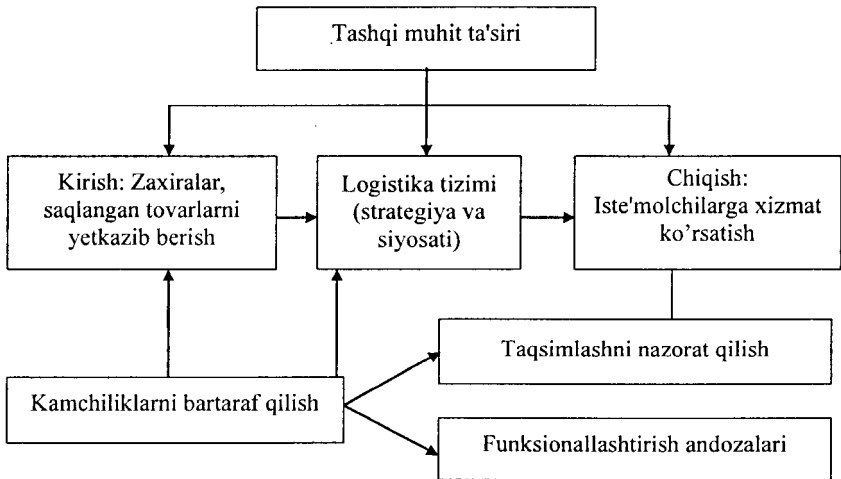 Tashqi muhit ta'siri
Kirish: Zaxiralar,
saqlangan tovarlarni
yetkazib berish
Logistika tizimi
(strategiya va
siyosati)
Chiqish:
Iste'molchilarga xizmat
ko’rsatish
Taqsimlashni nazorat qilish
Kamchiliklarni bartaraf qilish
Funksionallashtirish andozalari